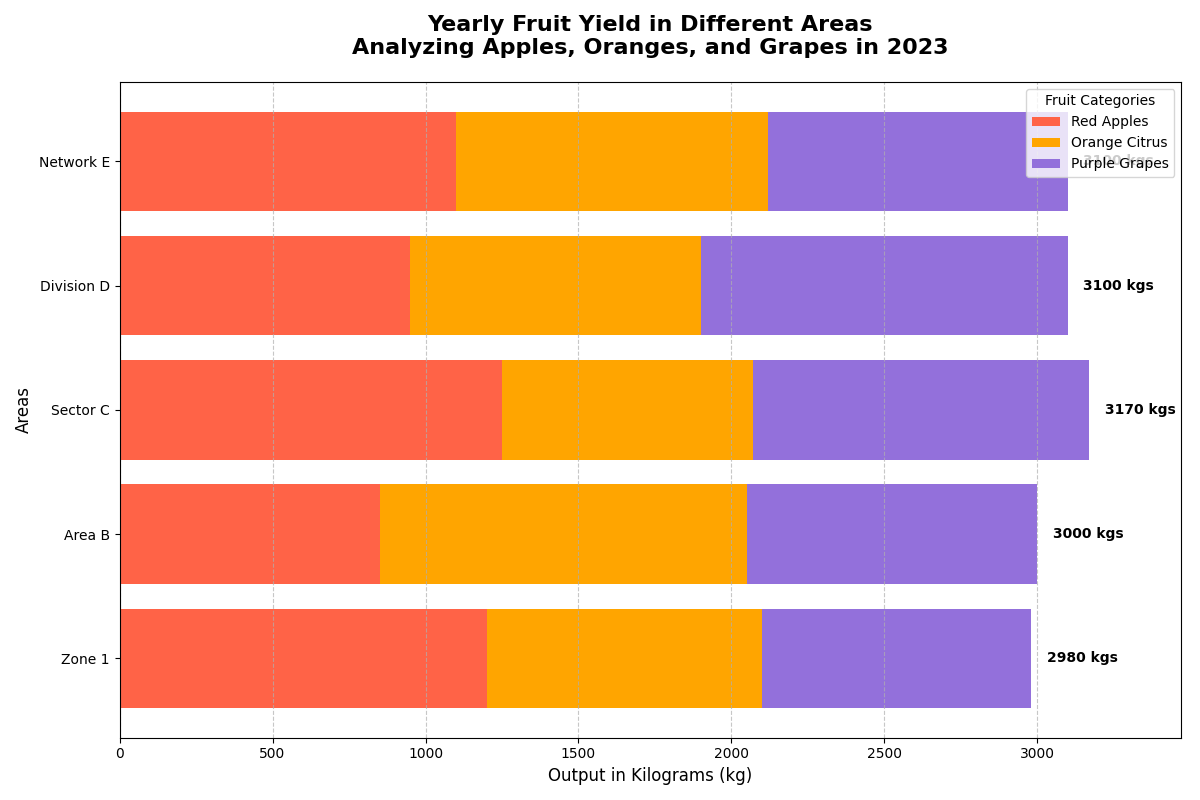 Yearly Fruit Yield in Different Areas
Analyzing Apples, Oranges, and Grapes in 2023
Fruit Categories
Red Apples
Orange Citrus
Purple Grapes
Network E
3100 kgs
Division D
3100 kgs
Sector C
3170 kgs
Area B
3000 kgs
Zone 1
2980 kgs
Areas
0 500 1000 1500 2000 2500 3000
Output in Kilograms (kg)